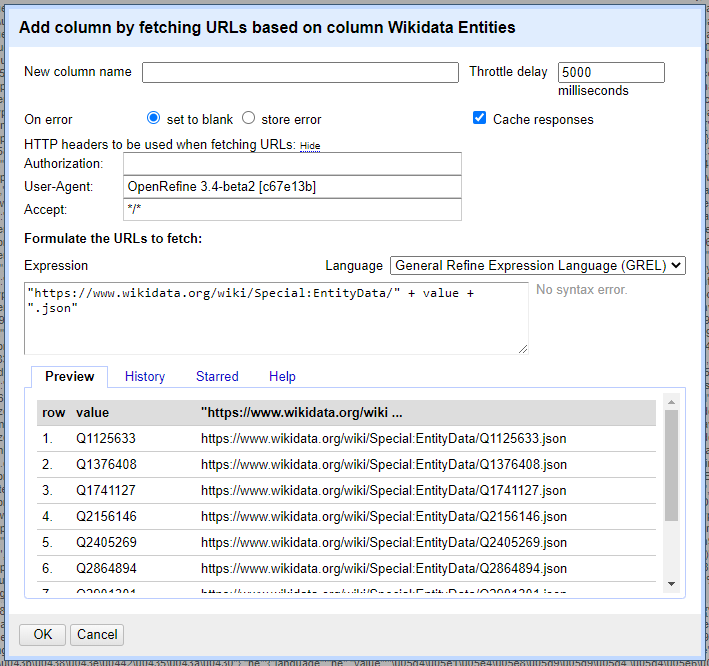 Add column by fetching URLs based on column Wikidata Entities
New column name Throttle delay 5000
milliseconds
On error set to blank store error Cache responses
HTTP headers to be used when fetching URLs: Hide
Authorization:
User-Agent: OpenRefine 3.4-beta2 [c67e13b]
Accept: */*
Formulate the URLs to fetch:
Expression Language General Refine Expression Language (GREL)
"https://www.wikidata.org/wiki/Special:EntityData/" + value + No syntax error.
".json"
Preview History Starred Help
row value "https://www.wikidata.org/wiki ...
1. Q1125633 https://www.wikidata.org/wiki/Special:EntityData/Q1125633.json
2. Q1376408 https://www.wikidata.org/wiki/Special:EntityData/Q1376408.json
3. Q1741127 https://www.wikidata.org/wiki/Special:EntityData/Q1741127.json
4. Q2156146 https://www.wikidata.org/wiki/Special:EntityData/Q2156146.json
5. Q2405269 https://www.wikidata.org/wiki/Special:EntityData/Q2405269.json
6. Q2864894 https://www.wikidata.org/wiki/Special:EntityData/Q2864894.json
OK Cancel